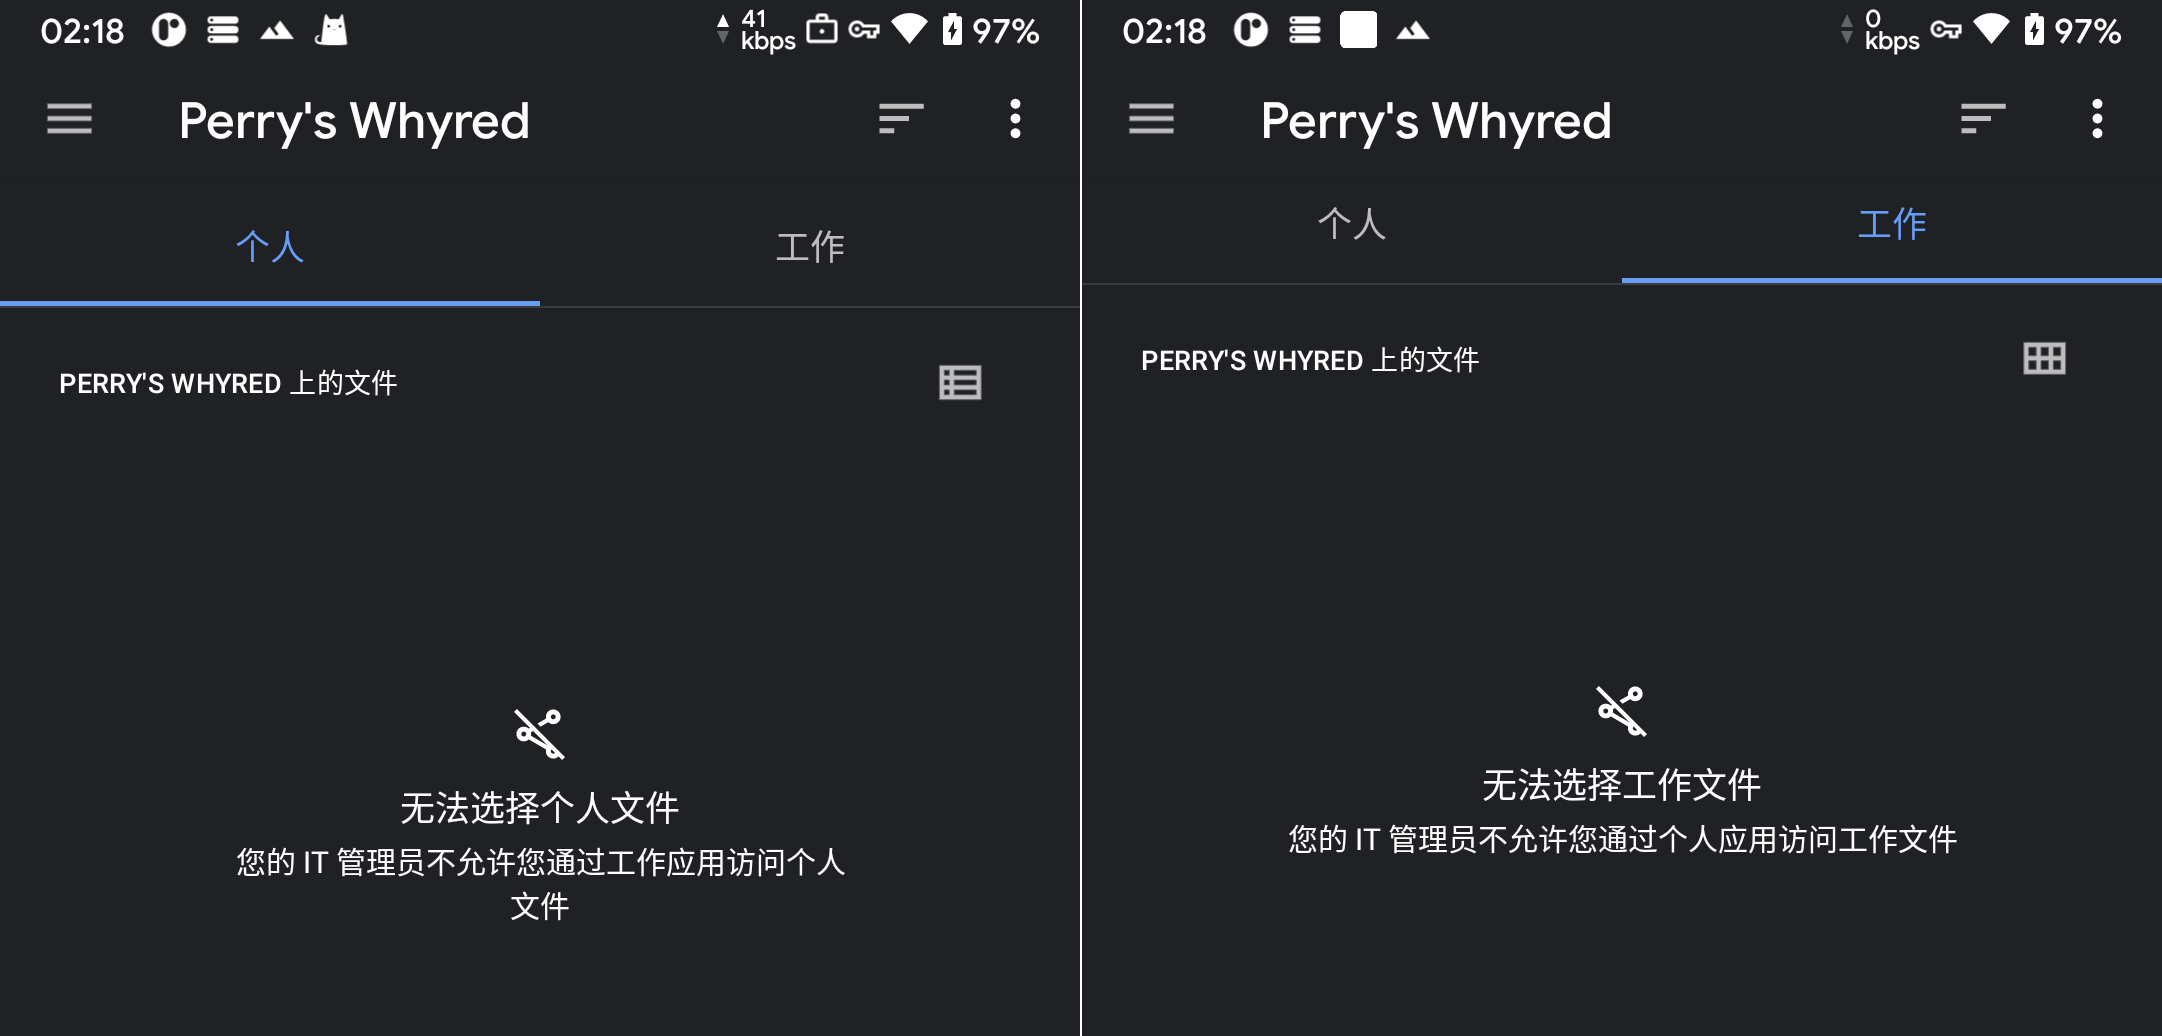 02:18
41
kbps
97%
Perry's Whyred
个人
工作
PERRY'S WHYRED 上的文件
无法选择个人文件
您的 IT 管理员不允许您通过工作应用访问个人
文件
02:18
0
kbps
97%
Perry's Whyred
个人
工作
PERRY'S WHYRED 上的文件
无法选择工作文件
您的 IT 管理员不允许您通过个人应用访问工作文件